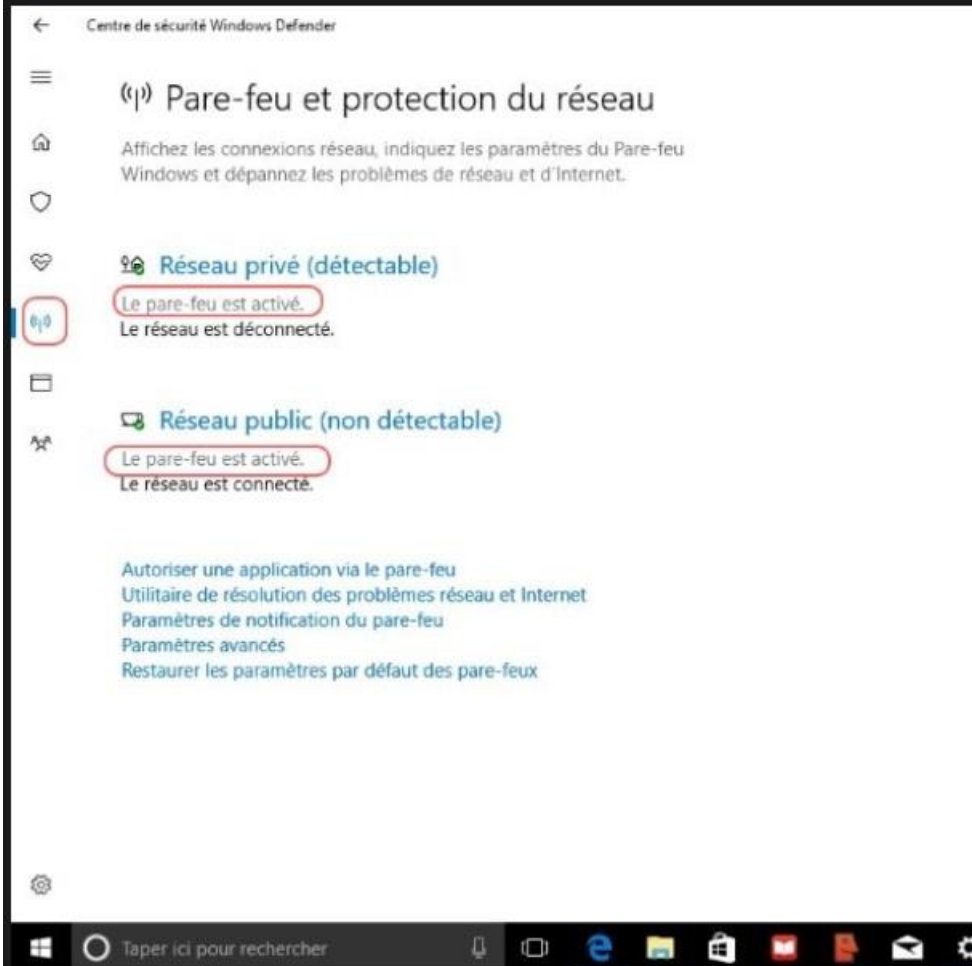 Centre de sécurité Windows Defender
Pare-feu et protection du réseau
Affichez les connexions réseau, indiquez les paramètres du Pare-feu
Windows et dépannez les problèmes de réseau et d'Internet.
Réseau privé (détectable)
Le pare-feu est activé.
Le réseau est déconnecté.
Réseau public (non détectable)
Le pare-feu est activé.
Le réseau est connecté.
Autoriser une application via le pare-feu
Utilitaire de résolution des problèmes réseau et Internet
Paramètres de notification du pare-feu
Paramètres avancés
Restaurer les paramètres par défaut des pare-feux
Taper ici pour rechercher